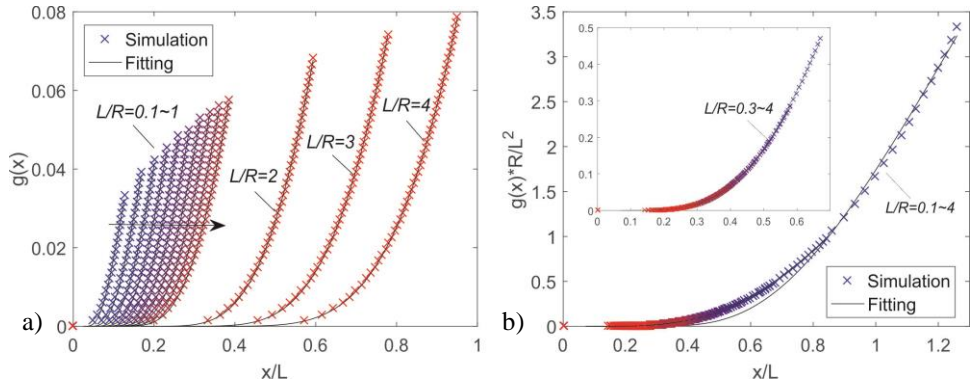 a)
g(x)
0.08
0.06
0.04
0.02
0
Simulation
Fitting
L/R=0.1~1
L/R=2
L/R=3
L/R=4
0 0.2 0.4 0.6 0.8 1
x/L
b)
g(x)*R/L²
3.5
3
2.5
2
1.5
1
0.5
0
0.5
0.4
0.3
0.2
0.1
0
L/R=0.3~4
0 0.1 0.2 0.3 0.4 0.5 0.6
L/R=0.1~4
Simulation
Fitting
0 0.2 0.4 0.6 0.8 1 1.2
x/L